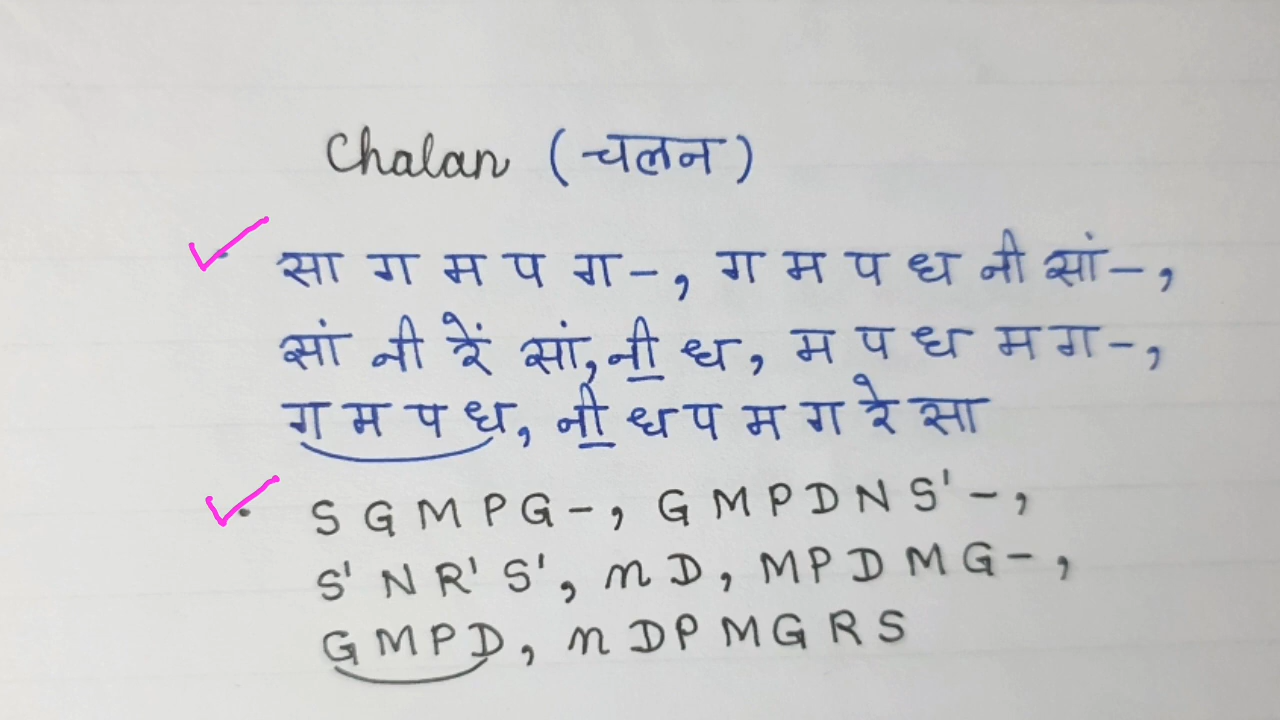 Chalan (चलन)
सा ग म प ग-, ग म प ध नी सां-,
सां नी रें सां, नी॒ ध, म प ध म ग-,
ग म प ध, नी॒ ध प म ग रे सा
S G M P G -, G M P D N S' -,
S' N R' S', n D, M P D M G -,
G M P D, n D P M G R S